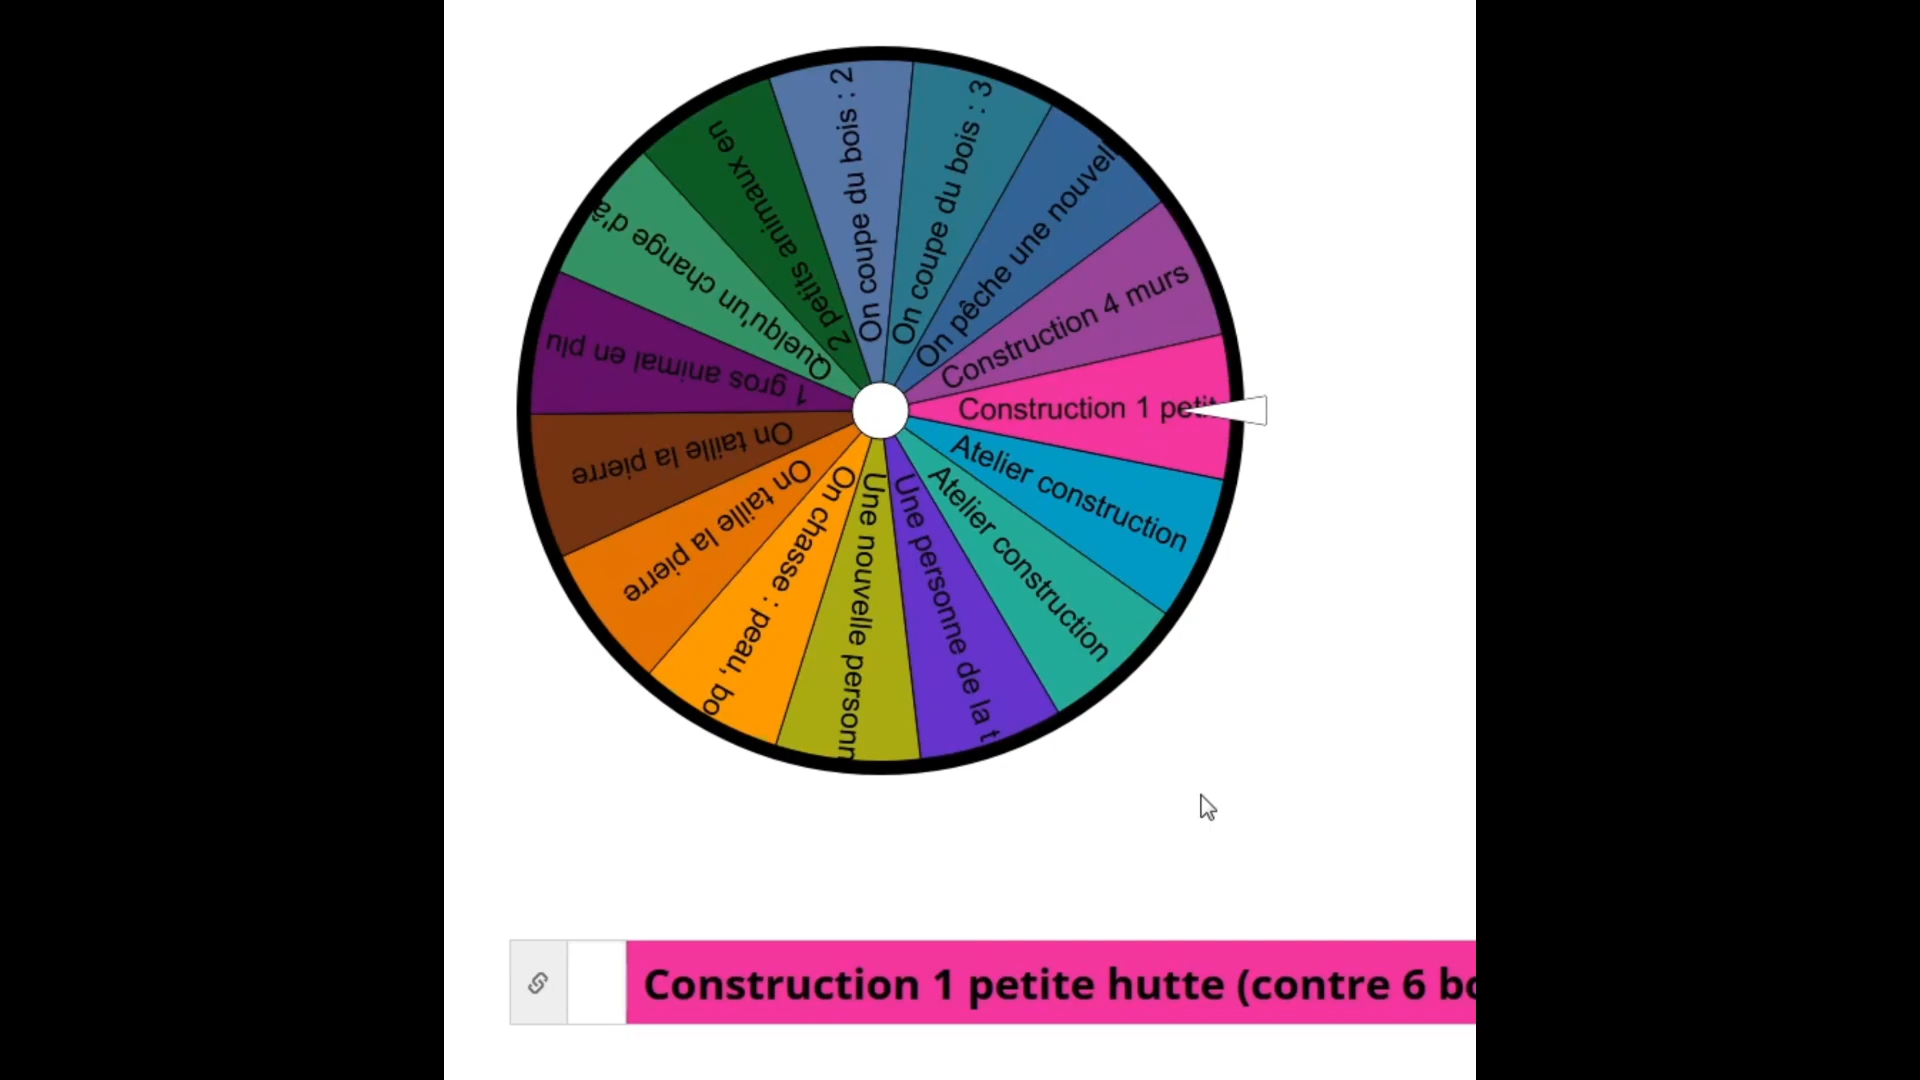 On coupe du bois : 2
On coupe du bois : 3
On pêche une nouvel
Construction 4 murs
Construction 1 petit
Atelier construction
Atelier construction
Une personne de la t
Une nouvelle personn
On chasse : peau, bo
On taille la pierre
On taille la pierre
1 gros animal en plu
Quelqu'un change d'â
2 petits animaux en
Construction 1 petite hutte (contre 6 bo